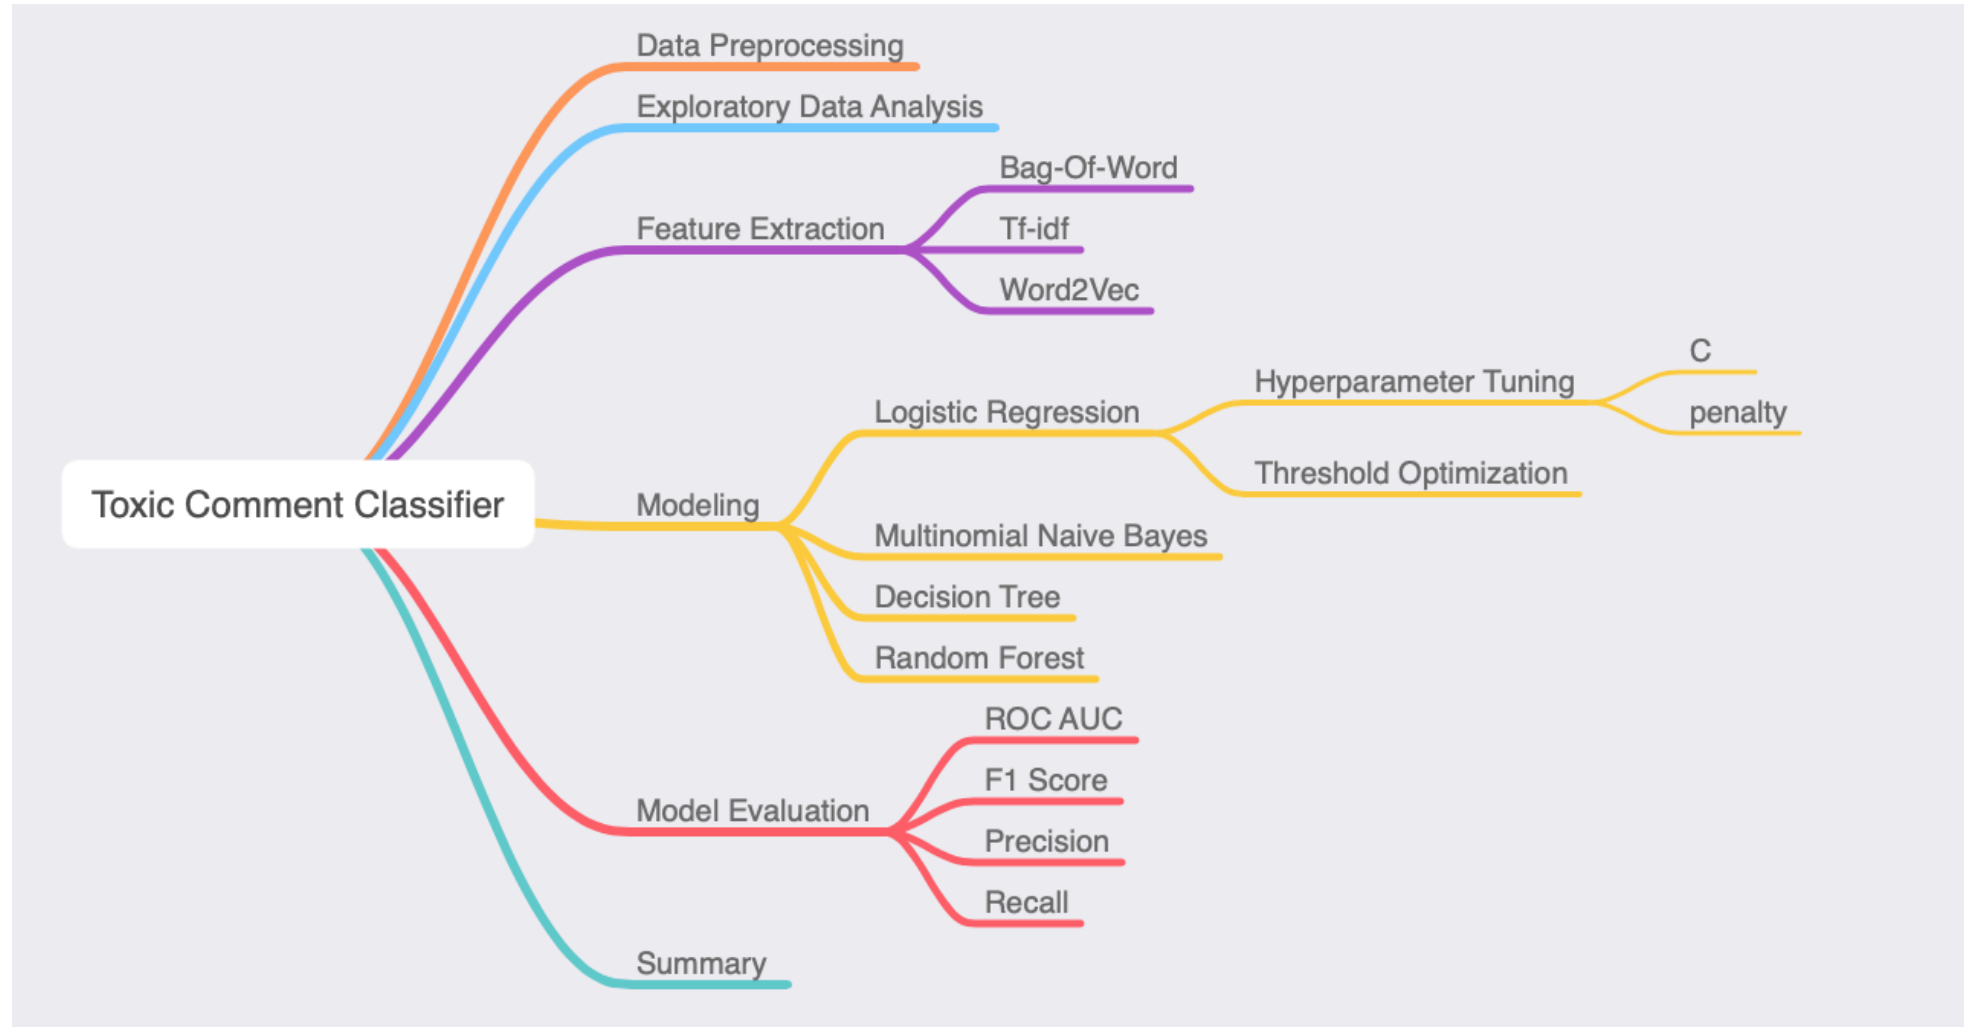 Data Preprocessing
Exploratory Data Analysis
Bag-Of-Word
Feature Extraction
Tf-idf
Word2Vec
C
Hyperparameter Tuning
Logistic Regression
penalty
Threshold Optimization
Toxic Comment Classifier
Modeling
Multinomial Naive Bayes
Decision Tree
Random Forest
ROC AUC
F1 Score
Model Evaluation
Precision
Recall
Summary